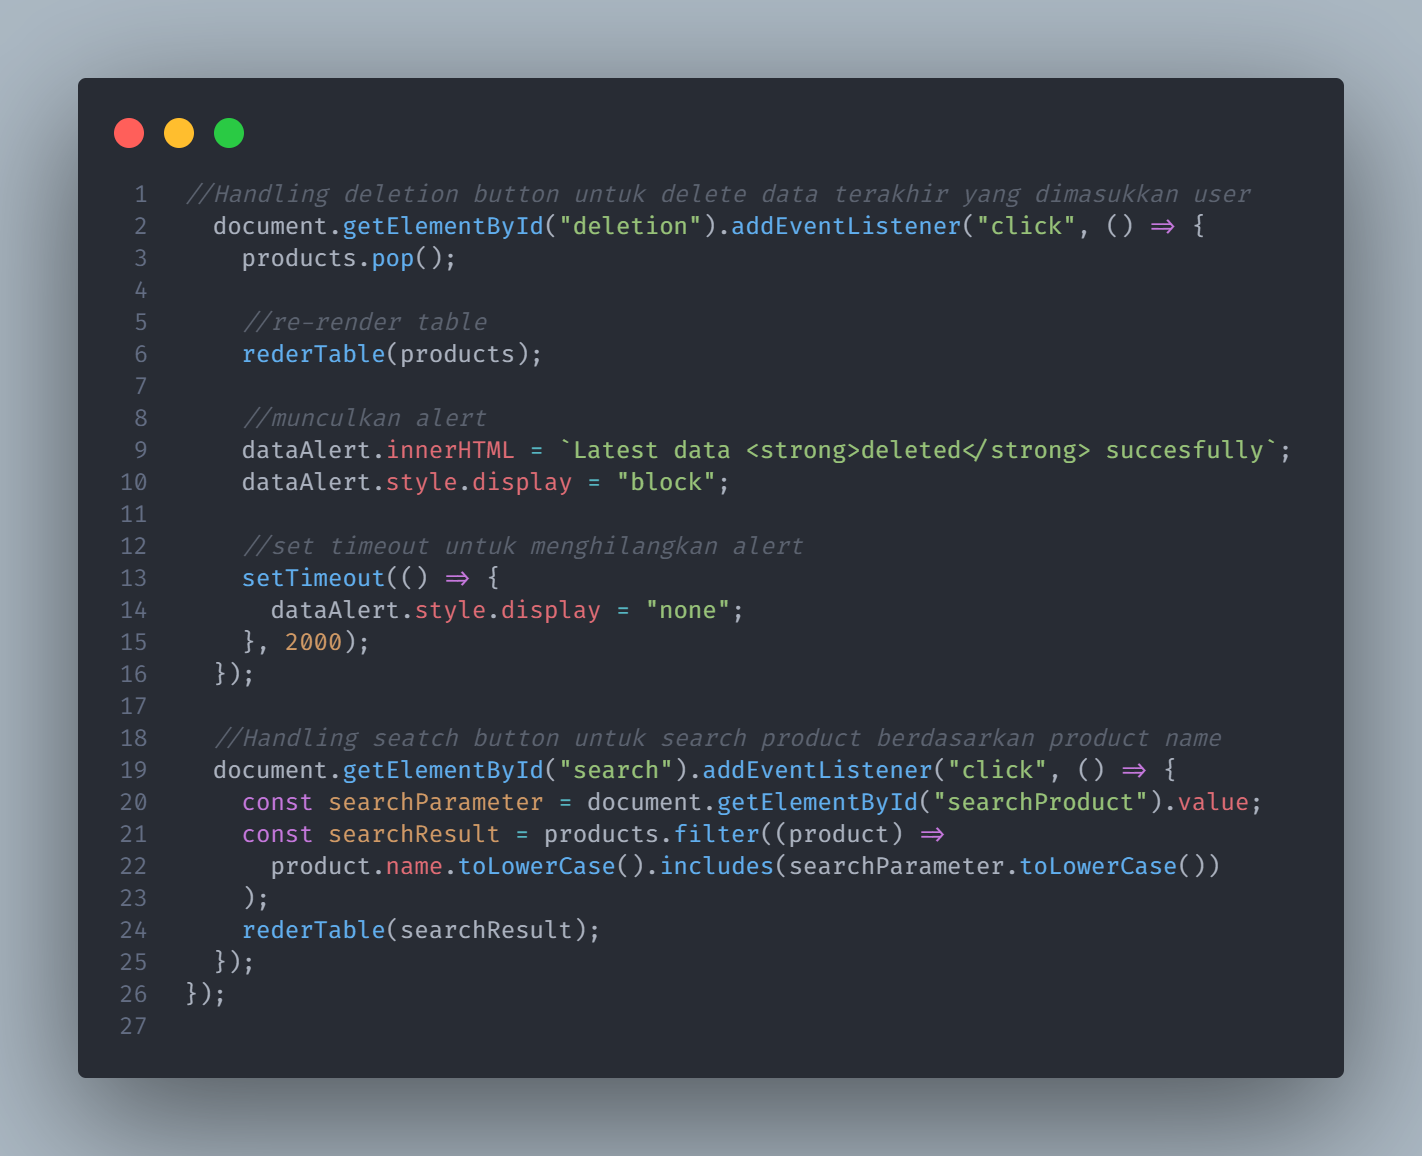 1 //Handling deletion button untuk delete data terakhir yang dimasukkan user
2 document.getElementById("deletion").addEventListener("click", () => {
3 products.pop();
4
5 //re-render table
6 rederTable(products);
7
8 //munculkan alert
9 dataAlert.innerHTML = `Latest data <strong>deleted</strong> succesfully`;
10 dataAlert.style.display = "block";
11
12 //set timeout untuk menghilangkan alert
13 setTimeout(() => {
14 dataAlert.style.display = "none";
15 }, 2000);
16 });
17
18 //Handling seatch button untuk search product berdasarkan product name
19 document.getElementById("search").addEventListener("click", () => {
20 const searchParameter = document.getElementById("searchProduct").value;
21 const searchResult = products.filter((product) =>
22 product.name.toLowerCase().includes(searchParameter.toLowerCase())
23 );
24 rederTable(searchResult);
25 });
26 });
27